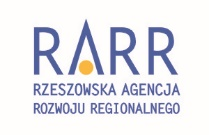 RARR
RZESZOWSKA AGENCJA
ROZWOJU REGIONALNEGO